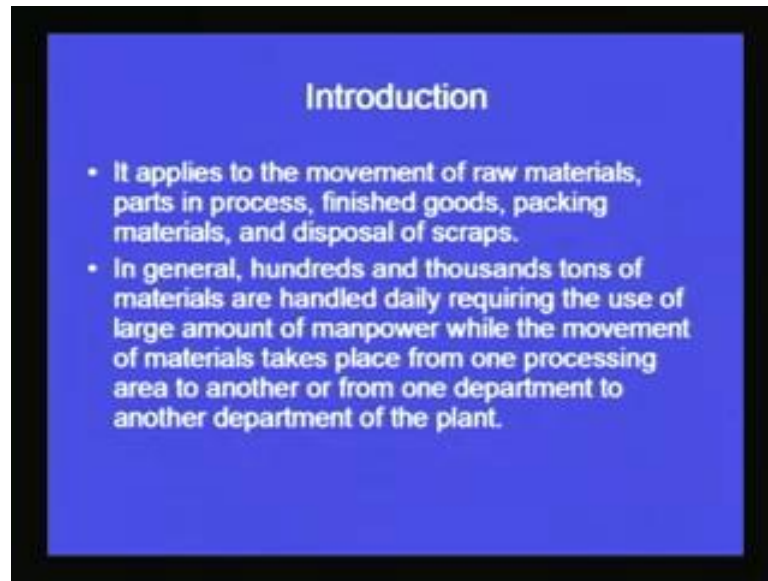 Introduction
• It applies to the movement of raw materials,
parts in process, finished goods, packing
materials, and disposal of scraps.
• In general, hundreds and thousands tons of
materials are handled daily requiring the use of
large amount of manpower while the movement
of materials takes place from one processing
area to another or from one department to
another department of the plant.